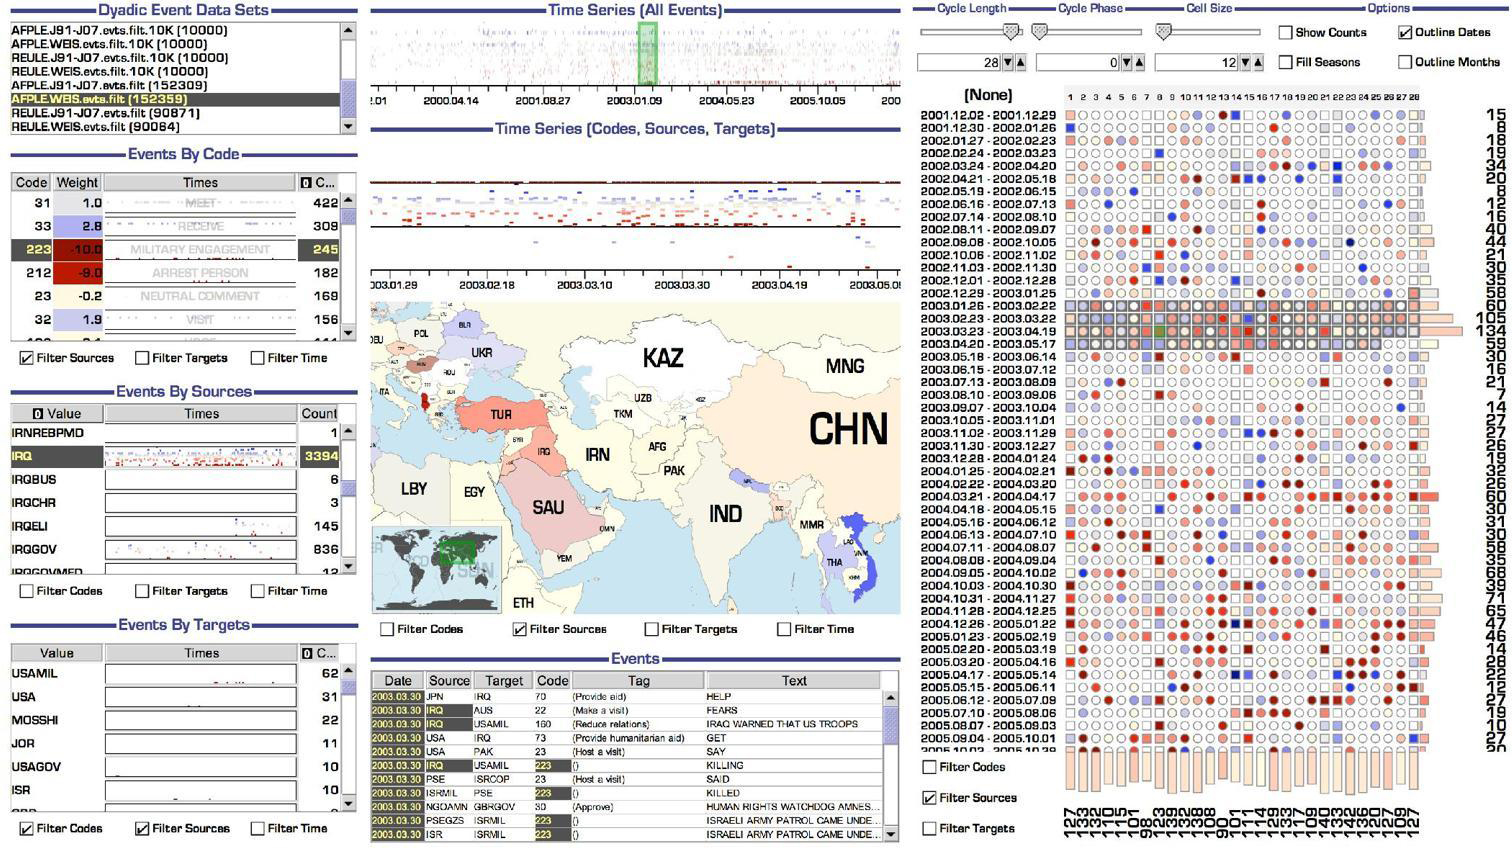 Dyadic Event Data Sets
AFPLE.J91-J07.evts.filt.10K (10000)
AFPLE.WEIS.evts.filt.10K (10000)
REULE.J91-J07.evts.filt.10K (10000)
REULE.WEIS.evts.filt.10K (10000)
AFPLE.J91-J07.evts.filt (152309)
AFPLE.WEIS.evts.filt (152359)
REULE.J91-J07.evts.filt (90871)
REULE.WEIS.evts.filt (90064)
Events By Code
Code Weight Times C...
31 1.0 MEET 422
33 2.8 RECEIVE 309
223 -10.0 MILITARY ENGAGEMENT 245
212 -9.0 ARREST PERSON 182
23 -0.2 NEUTRAL COMMENT 169
32 1.9 VISIT 156
Filter Sources Filter Targets Filter Time
Events By Sources
Value Times Count
IRNREBPMD 1
IRQ 3394
IRQBUS 6
IRQCHR 3
IRQELI 145
IRQGOV 836
IRQGOVMED 12
Filter Codes Filter Targets Filter Time
Events By Targets
Value Times C...
USAMIL 62
USA 31
MOSSHI 22
JOR 11
USAGOV 10
ISR 10
Filter Codes Filter Sources Filter Time
Time Series (All Events)
2.01 2000.04.14 2001.08.27 2003.01.09 2004.05.23 2005.10.05 200
Time Series (Codes, Sources, Targets)
2003.01.29 2003.02.18 2003.03.10 2003.03.30 2003.04.19 2003.05.0
POL BLR
UKR
KAZ
MNG
ROU
ITA
UZB
TUR
TKM
CHN
SYR
AFG
IRQ
IRN
PAK
LBY
EGY
SAU
IND
MMR
OMN
LAO
VNM
YEM
THA
KHM
ETH
Filter Codes Filter Sources Filter Targets Filter Time
Events
Date Source Target Code Tag Text
2003.03.30 JPN IRQ 70 (Provide aid) HELP
2003.03.30 IRQ AUS 22 (Make a visit) FEARS
2003.03.30 IRQ USAMIL 160 (Reduce relations) IRAQ WARNED THAT US TROOPS
2003.03.30 USA IRQ 73 (Provide humanitarian aid) GET
2003.03.30 USA PAK 23 (Host a visit) SAY
2003.03.30 IRQ USAMIL 223 () KILLING
2003.03.30 PSE ISRCOP 23 (Host a visit) SAID
2003.03.30 ISRMIL PSE 223 () KILLED
2003.03.30 NGOAMN GBRGOV 30 (Approve) HUMAN RIGHTS WATCHDOG AMNES...
2003.03.30 PSEGZS ISRMIL 223 () ISRAELI ARMY PATROL CAME UNDE...
2003.03.30 ISR ISRMIL 223 () ISRAELI ARMY PATROL CAME UNDE...
Cycle Length Cycle Phase Cell Size Options
28 0 12
Show Counts Outline Dates
Fill Seasons Outline Months
[None] 1 2 3 4 5 6 7 8 9 10 11 12 13 14 15 16 17 18 19 20 21 22 23 24 25 26 27 28
2001.12.02 - 2001.12.29 15
2001.12.30 - 2002.01.26 8
2002.01.27 - 2002.02.23 18
2002.02.24 - 2002.03.23 19
2002.03.24 - 2002.04.20 34
2002.04.21 - 2002.05.18 20
2002.05.19 - 2002.06.15
2002.06.16 - 2002.07.13 12
2002.07.14 - 2002.08.10 16
2002.08.11 - 2002.09.07 40
2002.09.08 - 2002.10.05 44
2002.10.06 - 2002.11.02 21
2002.11.03 - 2002.11.30 30
2002.12.01 - 2002.12.28 35
2002.12.29 - 2003.01.25 58
2003.01.26 - 2003.02.22 60
2003.02.23 - 2003.03.22 105
2003.03.23 - 2003.04.19 134
2003.04.20 - 2003.05.17 59
2003.05.18 - 2003.06.14 30
2003.06.15 - 2003.07.12 16
2003.07.13 - 2003.08.09 21
2003.08.10 - 2003.09.06 7
2003.09.07 - 2003.10.04 14
2003.10.05 - 2003.11.01 27
2003.11.02 - 2003.11.29 27
2003.11.30 - 2003.12.27 26
2003.12.28 - 2004.01.24 19
2004.01.25 - 2004.02.21 32
2004.02.22 - 2004.03.20 26
2004.03.21 - 2004.04.17 60
2004.04.18 - 2004.05.15 30
2004.05.16 - 2004.06.12 31
2004.06.13 - 2004.07.10 30
2004.07.11 - 2004.08.07 58
2004.08.08 - 2004.09.04 35
2004.09.05 - 2004.10.02 68
2004.10.03 - 2004.10.30 39
2004.10.31 - 2004.11.27 71
2004.11.28 - 2004.12.25 65
2004.12.26 - 2005.01.22 47
2005.01.23 - 2005.02.19 46
2005.02.20 - 2005.03.19 14
2005.03.20 - 2005.04.16 28
2005.04.17 - 2005.05.14 22
2005.05.15 - 2005.06.11 15
2005.06.12 - 2005.07.09 27
2005.07.10 - 2005.08.06 19
2005.08.07 - 2005.09.03 10
2005.09.04 - 2005.10.01 27
Filter Codes
Filter Sources
Filter Targets
127 133 132 110 115 101 98 123 139 132 138 108 90 101 111 114 129 133 117 109 140 133 142 136 120 127 109 127